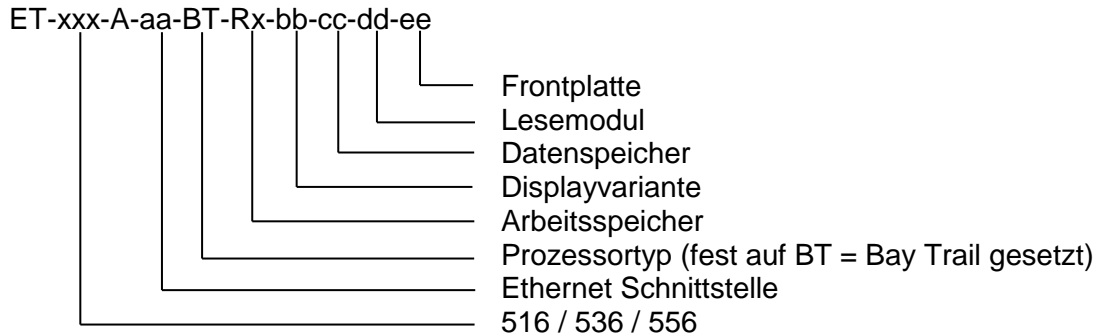 ET-xxx-A-aa-BT-Rx-bb-cc-dd-ee
Frontplatte
Lesemodul
Datenspeicher
Displayvariante
Arbeitsspeicher
Prozessortyp (fest auf BT = Bay Trail gesetzt)
Ethernet Schnittstelle
516 / 536 / 556